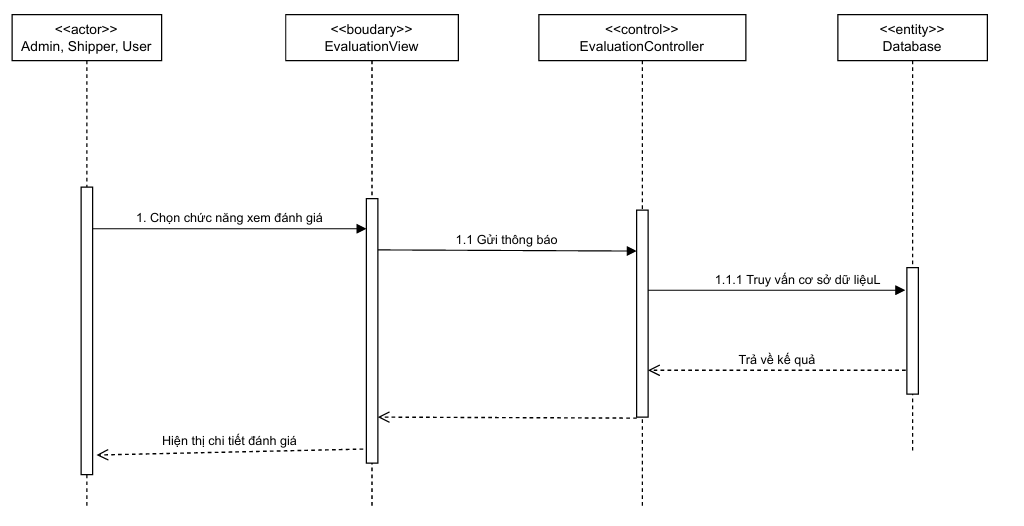 <<actor>>
Admin, Shipper, User
<<boudary>>
EvaluationView
<<control>>
EvaluationController
<<entity>>
Database
1. Chọn chức năng xem đánh giá
1.1 Gửi thông báo
1.1.1 Truy vấn cơ sở dữ liệuL
Trả về kế quả
Hiện thị chi tiết đánh giá